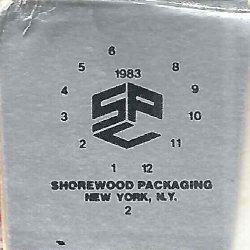 6
5 1983 8
4 9
3 SPC 10
2 11
1 12
SHOREWOOD PACKAGING
NEW YORK, N.Y.
2